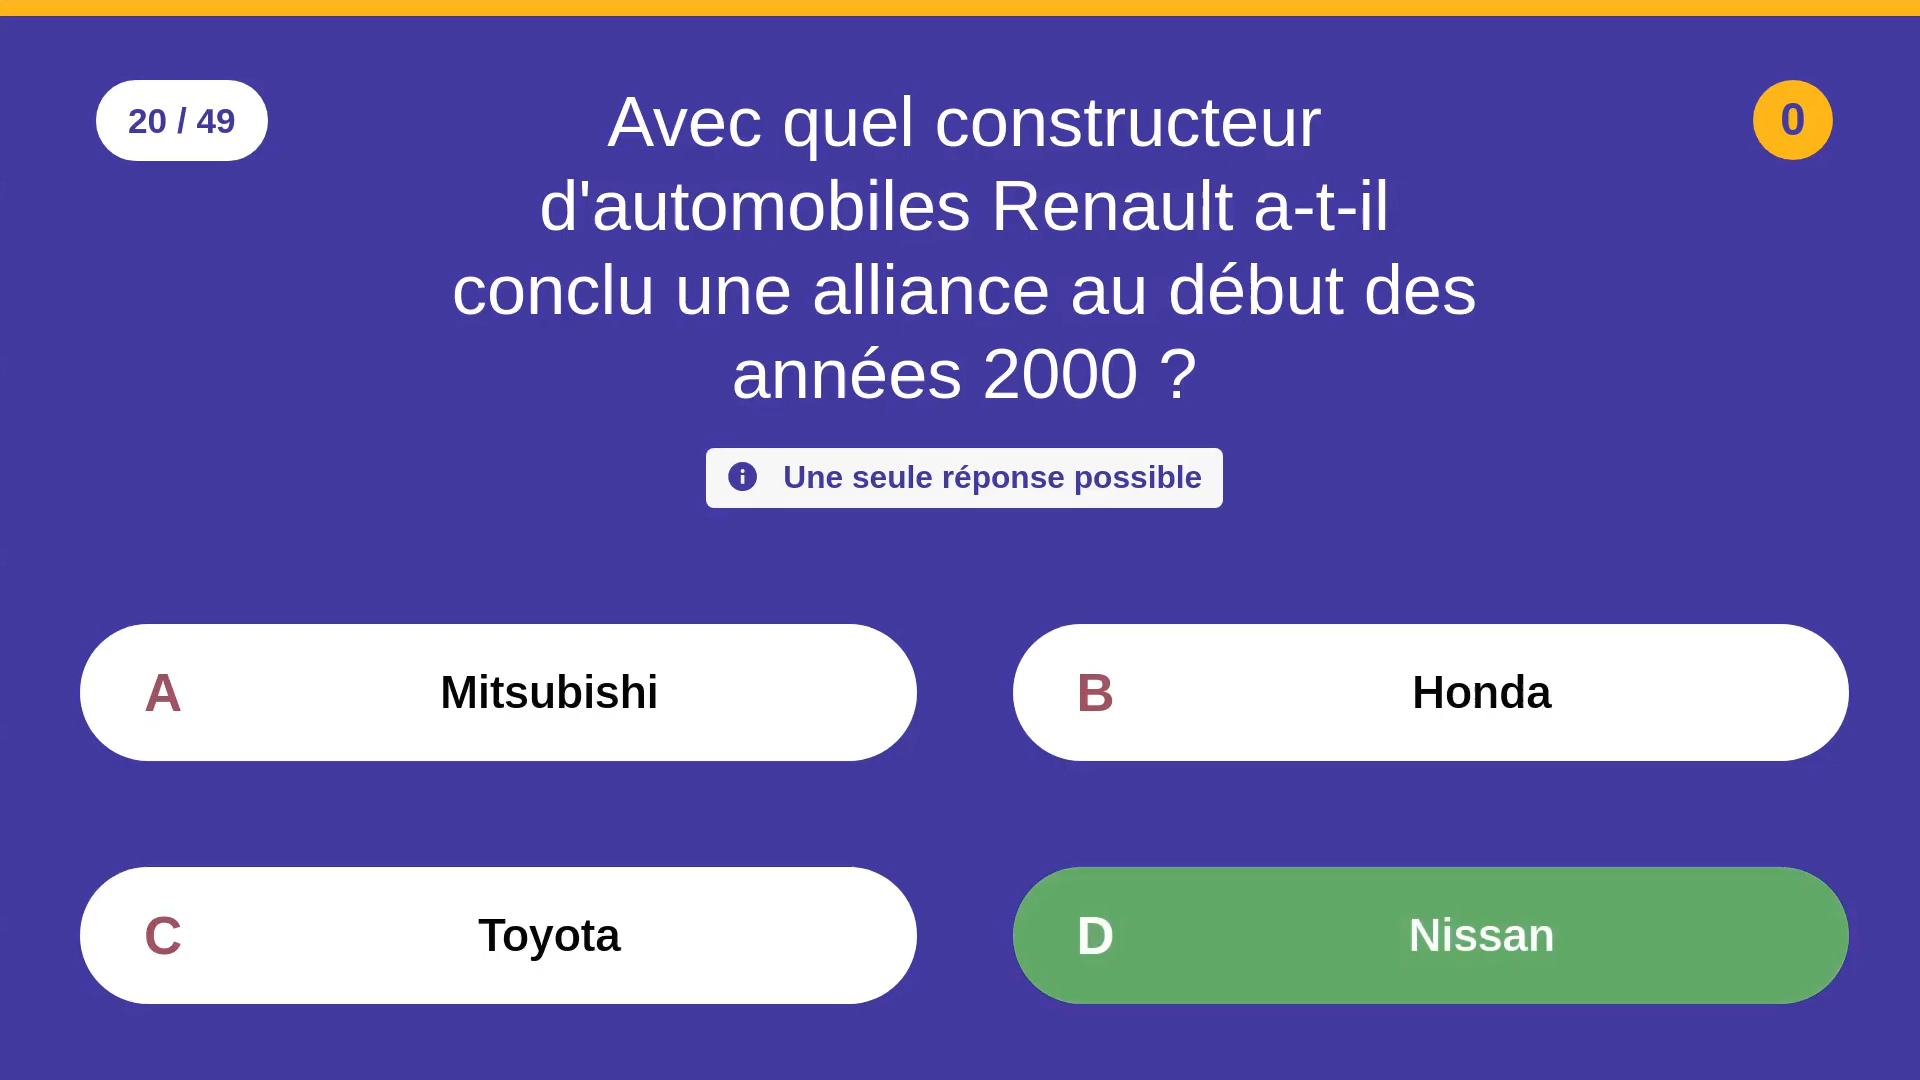 20 / 49
Avec quel constructeur
d'automobiles Renault a-t-il
conclu une alliance au début des
années 2000 ?
0
Une seule réponse possible
A Mitsubishi
B Honda
C Toyota
D Nissan